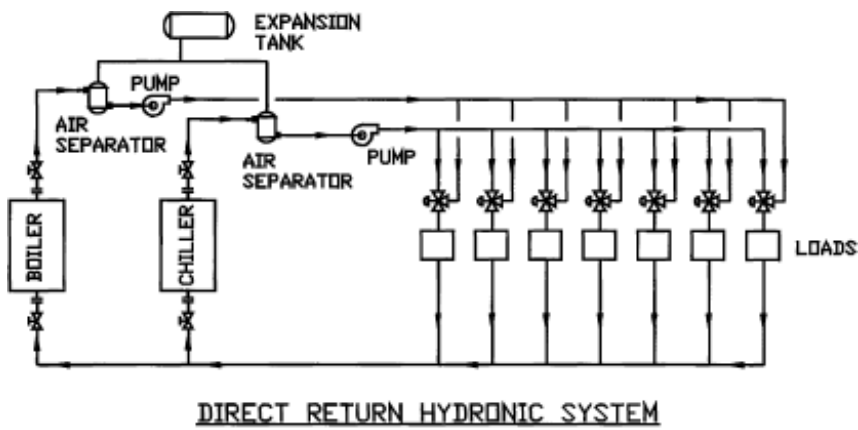 EXPANSION
TANK
PUMP
AIR
SEPARATOR
PUMP
AIR
SEPARATOR
BOILER
CHILLER
LOADS
DIRECT RETURN HYDRONIC SYSTEM